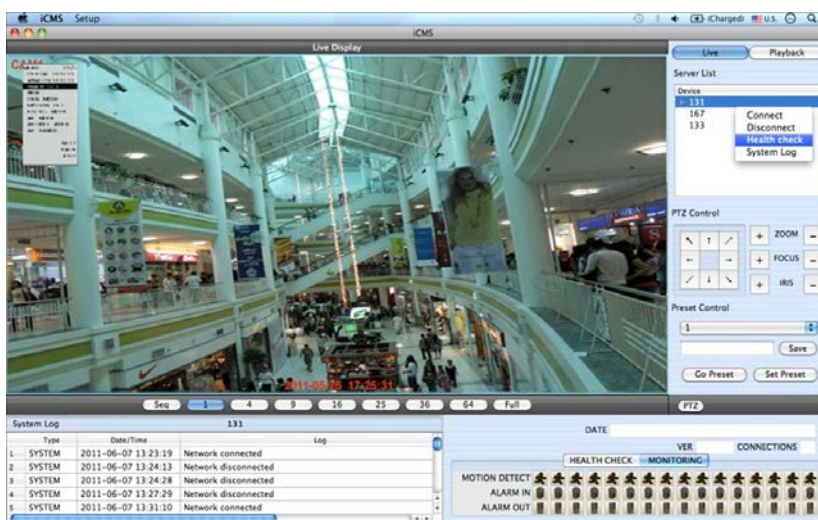 iCMS Setup
(Charged) U.S.
iCMS
Live Display
Live Playback
Server List
Device
131
167
133
Connect
Disconnect
Health check
System Log
PTZ Control
+ ZOOM -
+ FOCUS -
+ IRIS -
Preset Control
1
Save
Go Preset Set Preset
PTZ
17:25:31
Seq 1 4 9 16 25 36 64 Full
System Log 131
Type Date/Time Log
1 SYSTEM 2011-06-07 13:23:19 Network connected
2 SYSTEM 2011-06-07 13:24:13 Network disconnected
3 SYSTEM 2011-06-07 13:24:28 Network disconnected
4 SYSTEM 2011-06-07 13:27:29 Network disconnected
5 SYSTEM 2011-06-07 13:31:10 Network connected
DATE
VER CONNECTIONS
HEALTH CHECK MONITORING
MOTION DETECT
ALARM IN
ALARM OUT